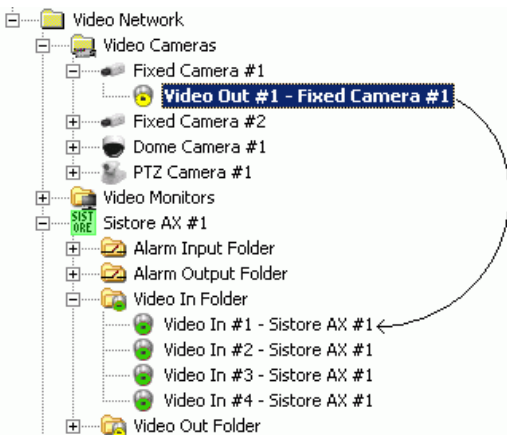 Video Network
Video Cameras
Fixed Camera #1
Video Out #1 - Fixed Camera #1
Fixed Camera #2
Dome Camera #1
PTZ Camera #1
Video Monitors
SIST
ORE Sistore AX #1
Alarm Input Folder
Alarm Output Folder
Video In Folder
Video In #1 - Sistore AX #1
Video In #2 - Sistore AX #1
Video In #3 - Sistore AX #1
Video In #4 - Sistore AX #1
Video Out Folder